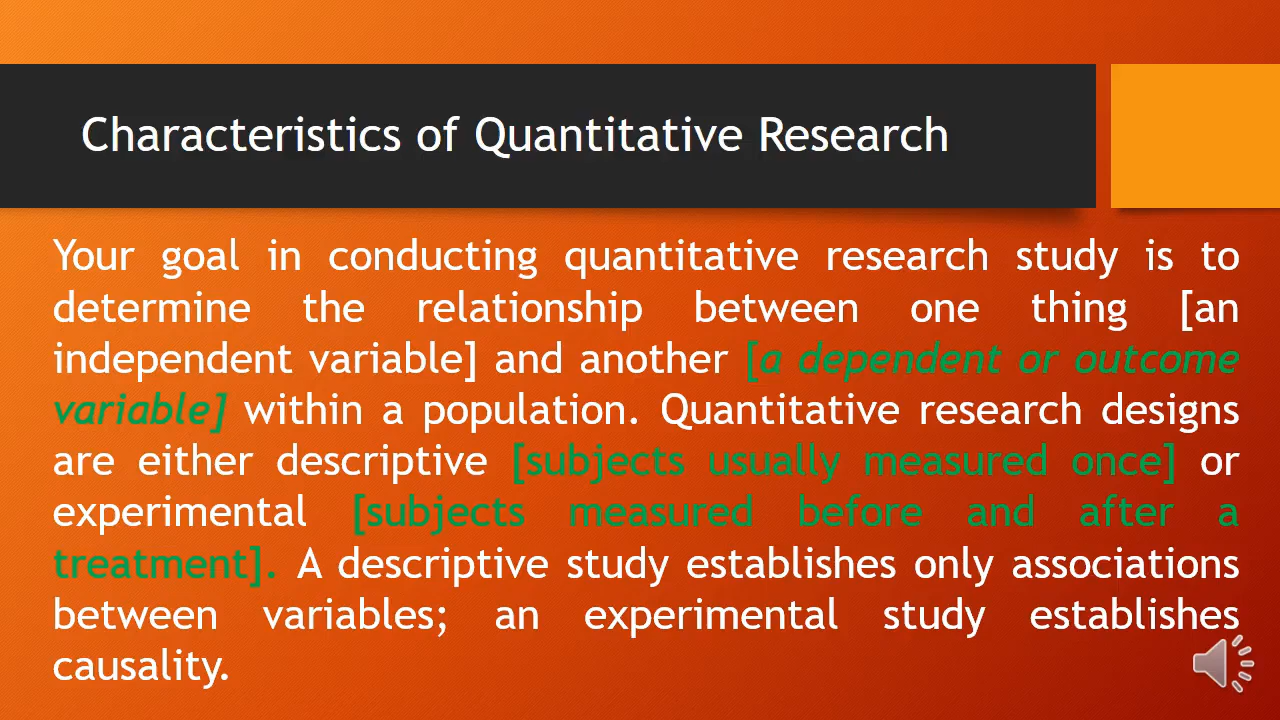 Characteristics of Quantitative Research
Your goal in conducting quantitative research study is to
determine the relationship between one thing [an
independent variable] and another [a dependent or outcome
variable] within a population. Quantitative research designs
are either descriptive [subjects usually measured once] or
experimental [subjects measured before and after a
treatment]. A descriptive study establishes only associations
between variables; an experimental study establishes
causality.